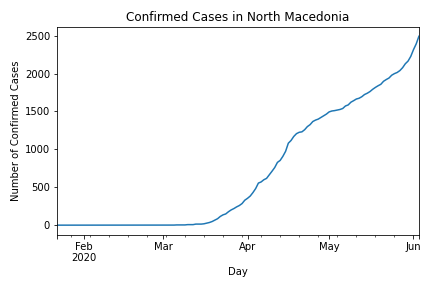 Confirmed Cases in North Macedonia
Number of Confirmed Cases
2500
2000
1500
1000
500
0
Feb Mar Apr May Jun
2020
Day